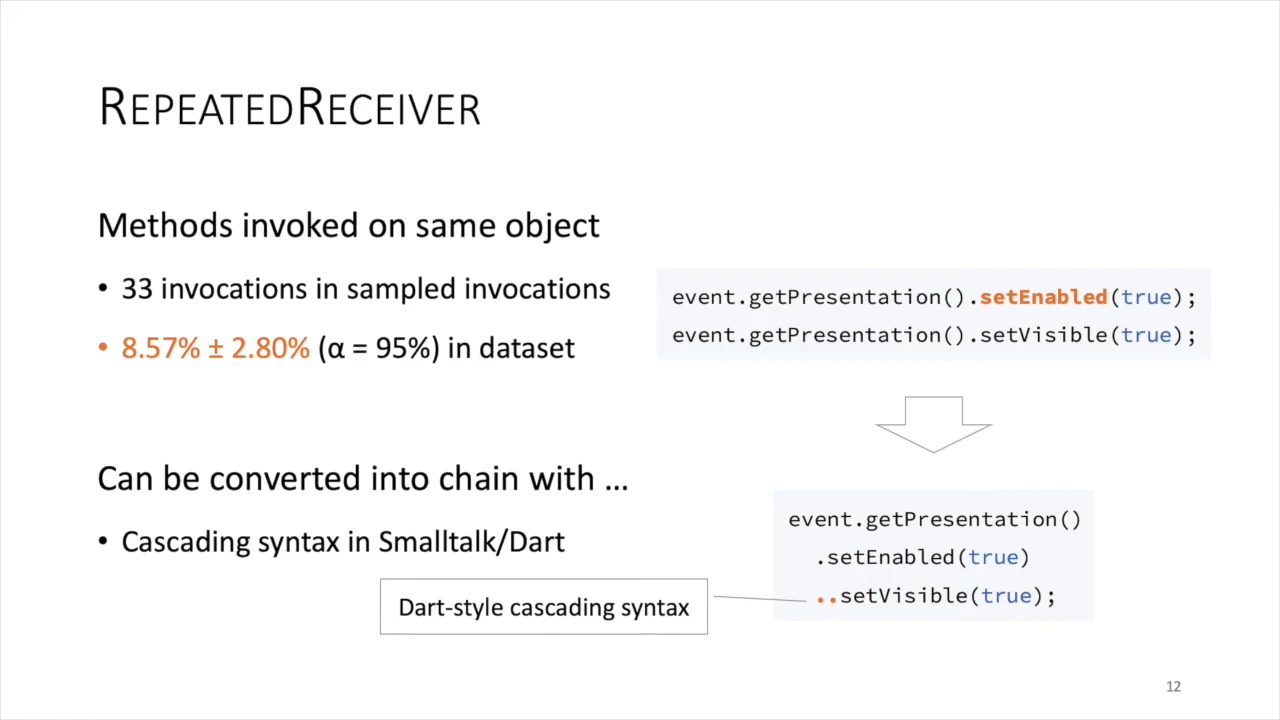 REPEATEDRECEIVER
Methods invoked on same object
• 33 invocations in sampled invocations
• 8.57% ± 2.80% (α = 95%) in dataset
event.getPresentation().setEnabled(true);
event.getPresentation().setVisible(true);
Can be converted into chain with …
• Cascading syntax in Smalltalk/Dart
Dart-style cascading syntax
event.getPresentation()
.setEnabled(true)
..setVisible(true);
12